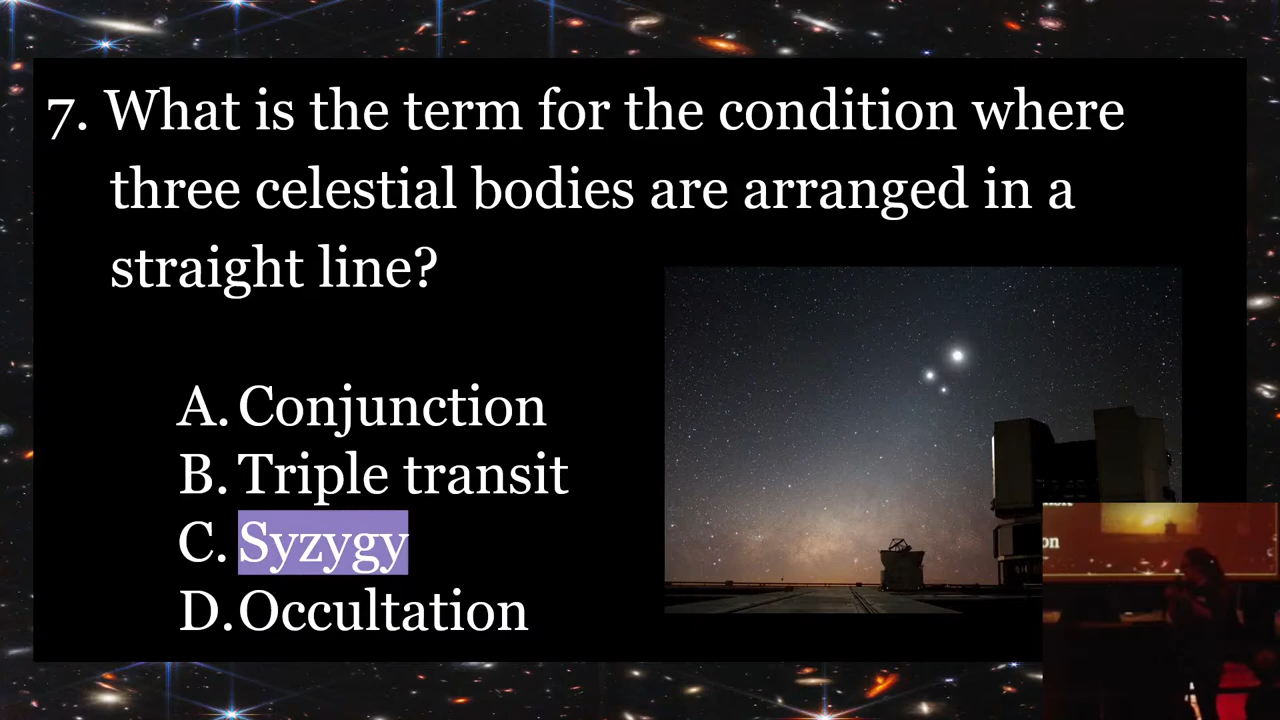 7. What is the term for the condition where
three celestial bodies are arranged in a
straight line?
A. Conjunction
B. Triple transit
C. Syzygy
D. Occultation
on